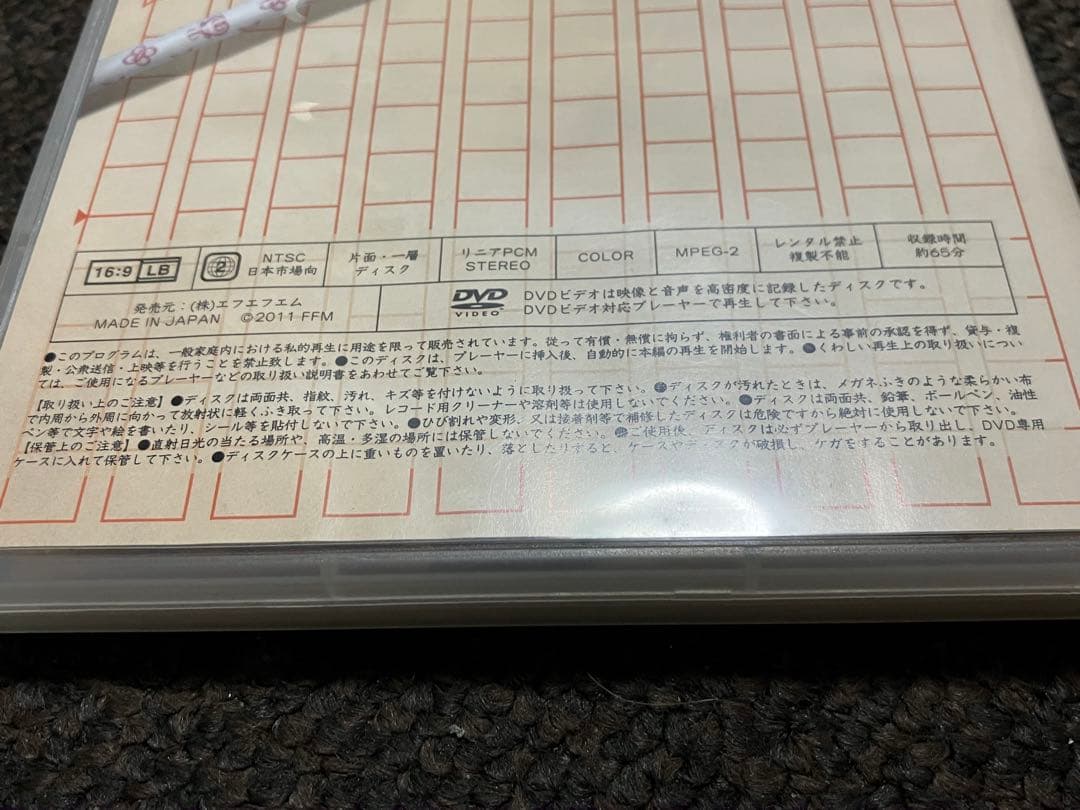 16:9 LB
2
NTSC
日本市場向
片面・一層
ディスク
リニアPCM
STEREO
COLOR
MPEG-2
レンタル禁止
複製不能
収録時間
約65分
発売元:(株)エフエフエム
MADE IN JAPAN ©2011 FFM
DVD
VIDEO
DVDビデオは映像と音声を高密度に記録したディスクです。
DVDビデオ対応プレーヤーで再生して下さい。
●このプログラムは、一般家庭内における私的再生に用途を限って販売されています。従って有償・無償に拘らず、権利者の書面による事前の承認を得ず、貸与・複
製・公衆送信・上映等を行うことを禁止致します。●このディスクは、プレーヤーに挿入後、自動的に本編の再生を開始します。●くわしい再生上の取り扱いについ
ては、ご使用になるプレーヤーなどの取り扱い説明書をあわせてご覧下さい。
【取り扱い上のご注意】●ディスクは両面共、指紋、汚れ、キズ等を付けないように取り扱って下さい。●ディスクが汚れたときは、メガネふきのような柔らかい布
で内周から外周に向かって放射状に軽くふき取って下さい。レコード用クリーナーや溶剤等は使用しないでください。●ディスクは両面共、鉛筆、ボールペン、油性
ペン等で文字や絵を書いたり、シール等を貼付しないで下さい。●ひび割れや変形、又は接着剤等で補修したディスクは危険ですから絶対に使用しないで下さい。
【保管上のご注意】●直射日光の当たる場所や、高温・多湿の場所には保管しないでください。●ご使用後、ディスクは必ずプレーヤーから取り出し、DVD専用
ケースに入れて保管して下さい。●ディスクケースの上に重いものを置いたり、落としたりすると、ケースやディスクが破損し、ケガをすることがあります。